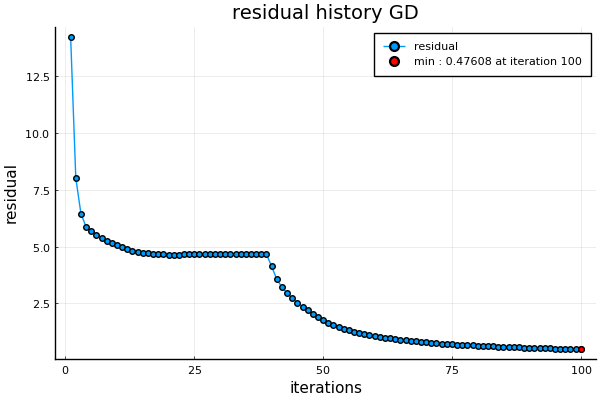 residual history GD
residual
min : 0.47608 at iteration 100
12.5
10.0
7.5
5.0
2.5
residual
0
25
50
75
100
iterations